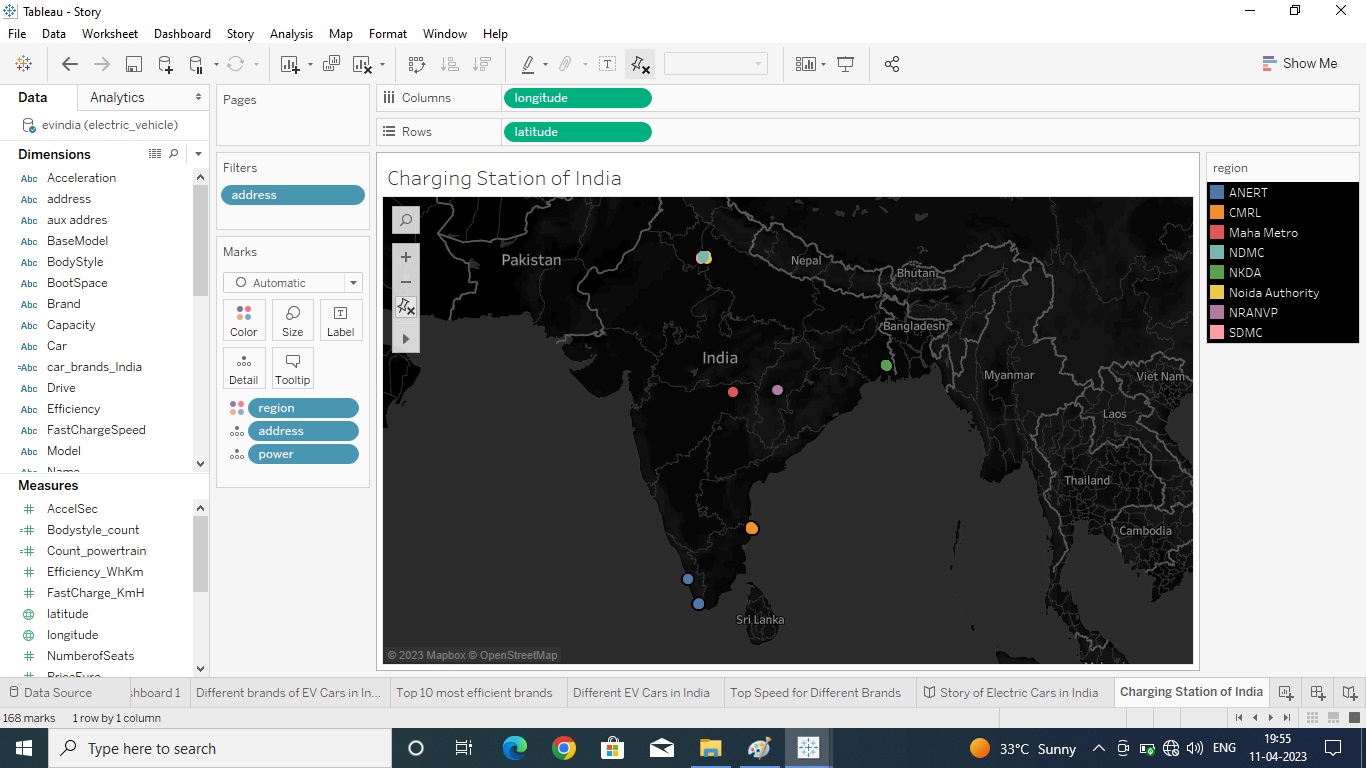 Tableau - Story
File Data Worksheet Dashboard Story Analysis Map Format Window Help
Show Me
Data Analytics
evindia (electric_vehicle)
Dimensions
Abc Acceleration
Abc address
Abc aux addres
Abc BaseModel
Abc BodyStyle
Abc BootSpace
Abc Brand
Abc Capacity
Abc Car
=Abc car_brands_India
Abc Drive
Abc Efficiency
Abc FastChargeSpeed
Abc Model
Abc Name
Measures
# AccelSec
=# Bodystyle_count
=# Count_powertrain
# Efficiency_WhKm
# FastCharge_KmH
latitude
longitude
# NumberofSeats
PriceEuro
Pages
Filters
address
Marks
Automatic
Color Size Label
Detail Tooltip
region
address
power
Columns longitude
Rows latitude
Charging Station of India
Pakistan
Nepal
Bhutan
Bangladesh
India
Myanmar
Viet Nam
Laos
Thailand
Cambodia
Sri Lanka
© 2023 Mapbox © OpenStreetMap
region
ANERT
CMRL
Maha Metro
NDMC
NKDA
Noida Authority
NRANVP
SDMC
Data Source shboard 1 Different brands of EV Cars in In... Top 10 most efficient brands Different EV Cars in India Top Speed for Different Brands Story of Electric Cars in India Charging Station of India
168 marks 1 row by 1 column
Type here to search
33°C Sunny
ENG
19:55
11-04-2023